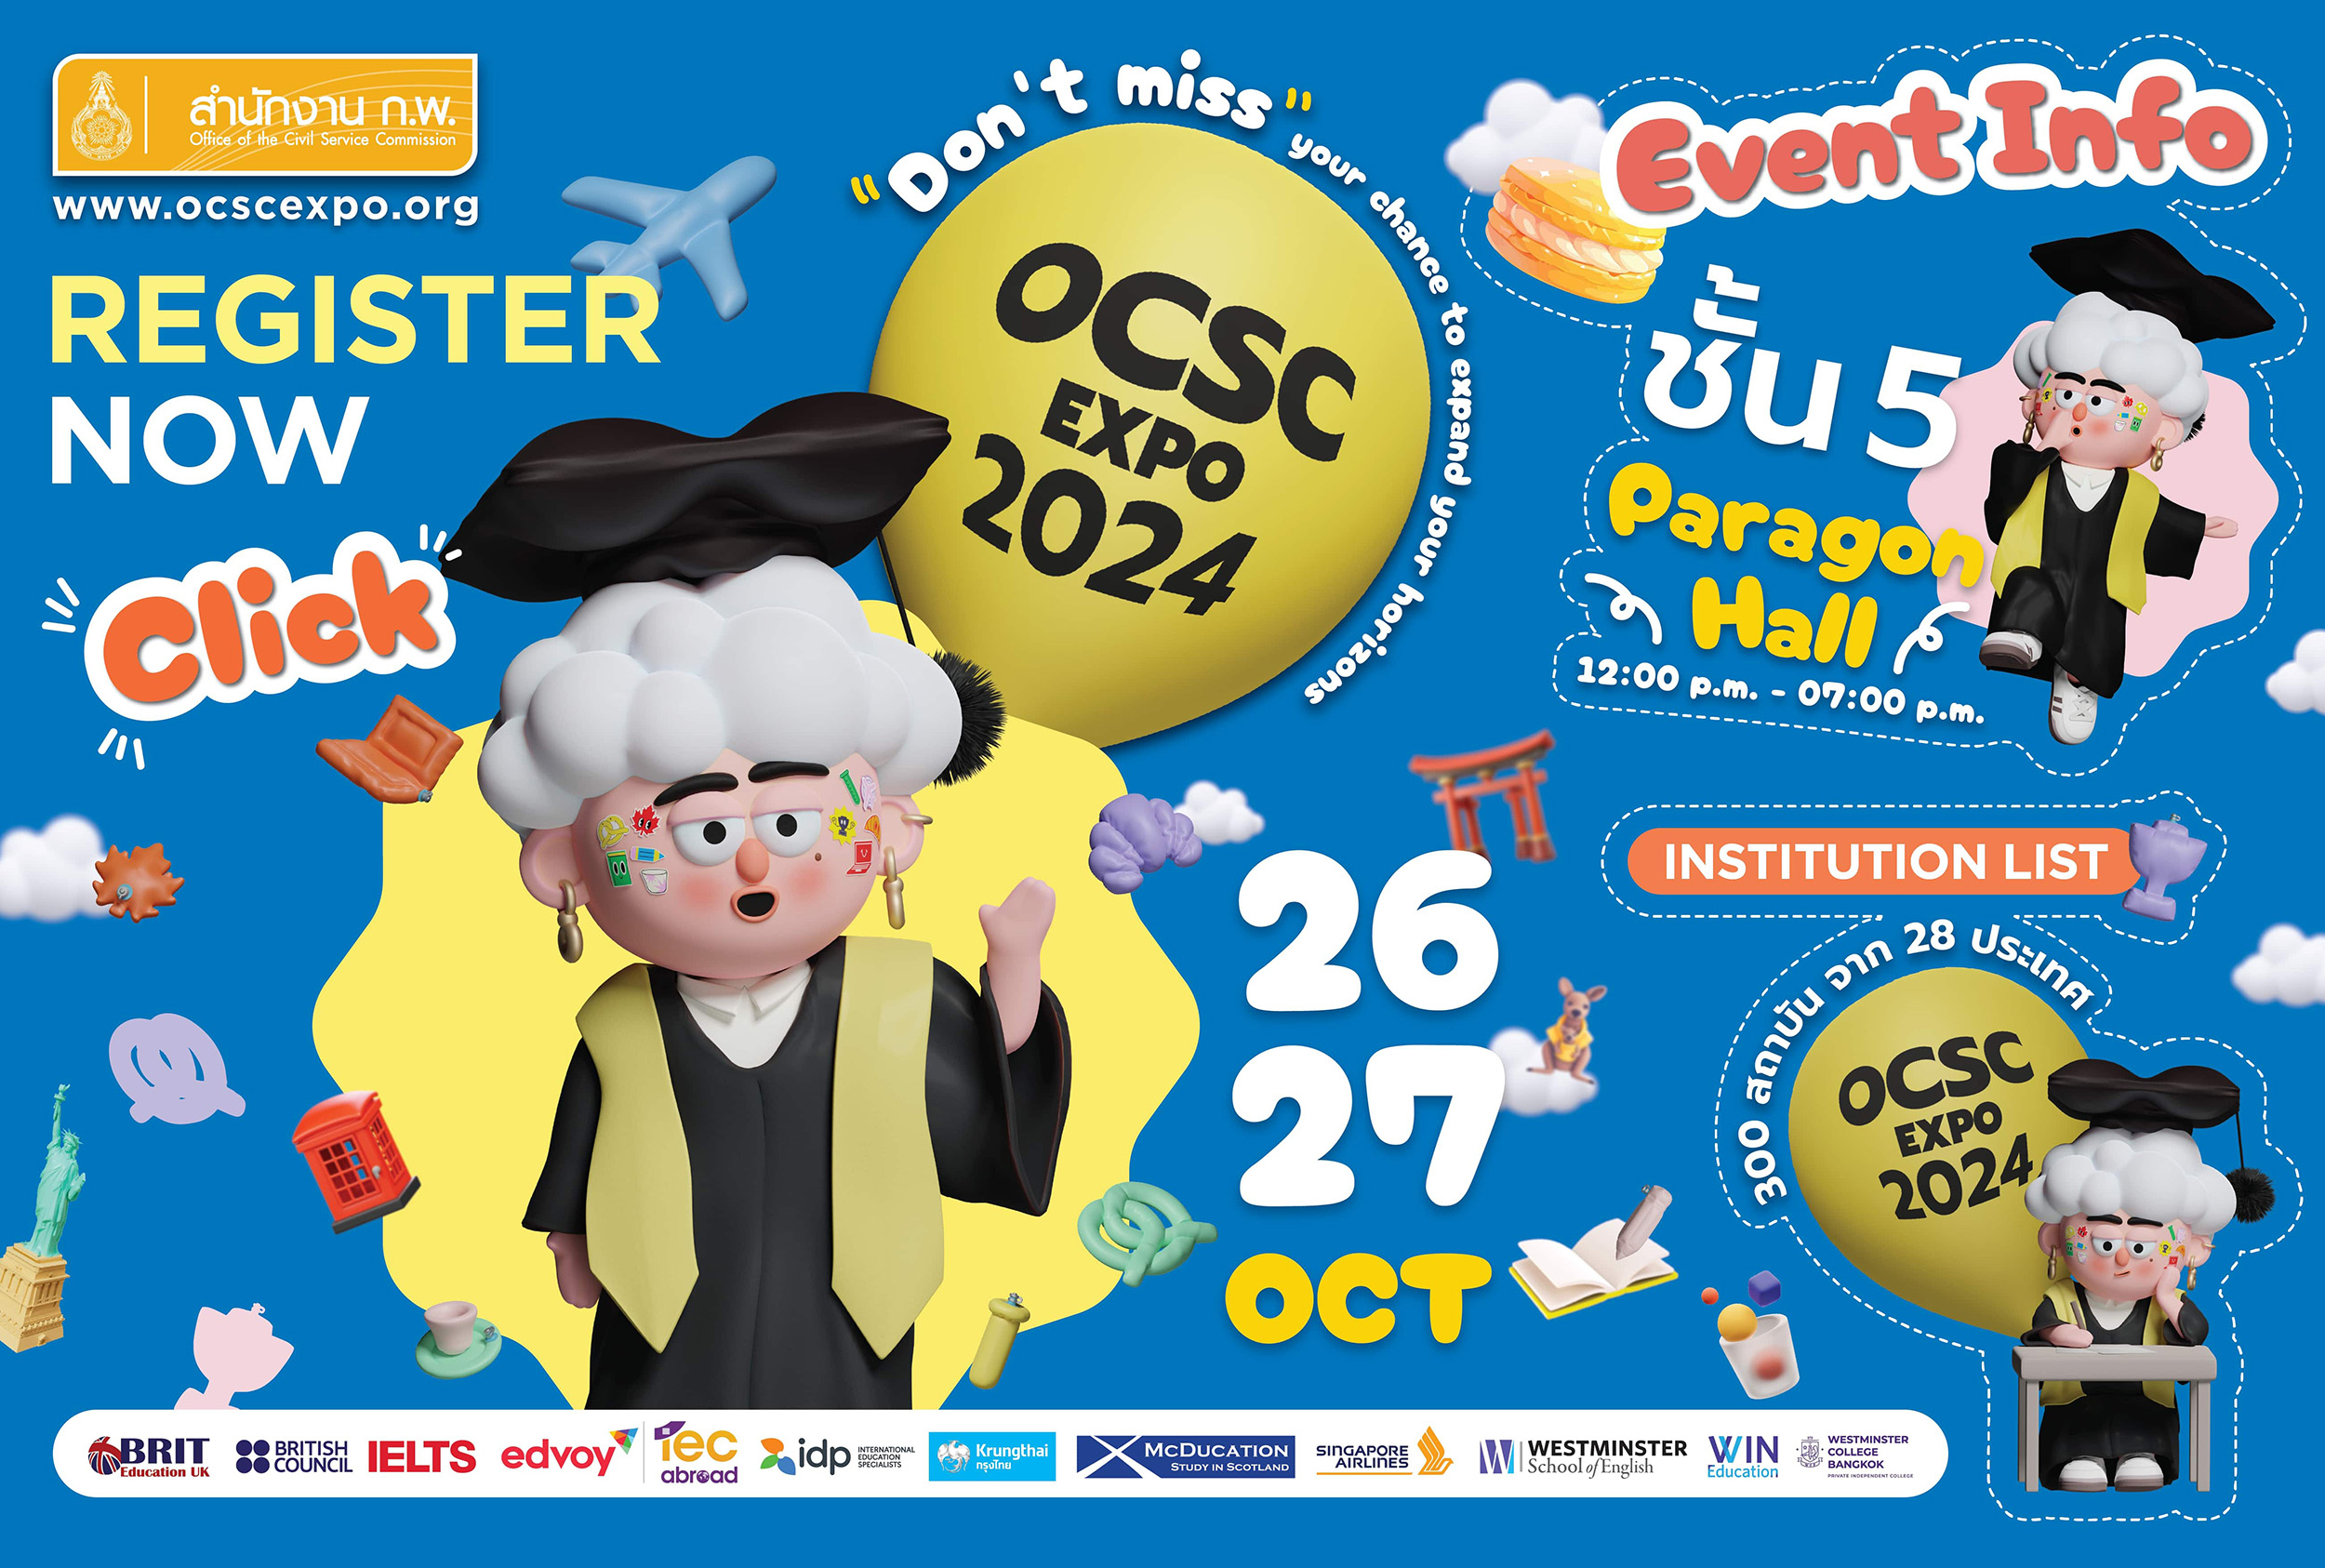 สำนักงาน ก.พ.
Office of the Civil Service Commission
www.ocscexpo.org
REGISTER
NOW
Click
"Don't miss" your chance to expand your horizons
OCSC
EXPO
2024
Event Info
ชั้น 5
Paragon
Hall
12:00 p.m. - 07:00 p.m.
26
27
OCT
INSTITUTION LIST
300 สถาบัน จาก 28 ประเทศ
OCSC
EXPO
2024
BRIT
Education UK
BRITISH
COUNCIL
IELTS
edvoy
iec
abroad
idp
INTERNATIONAL
EDUCATION
SPECIALISTS
Krungthai
กรุงไทย
McDUCATION
STUDY IN SCOTLAND
SINGAPORE
AIRLINES
WESTMINSTER
School of English
WIN
Education
WESTMINSTER
COLLEGE
BANGKOK
PRIVATE INDEPENDENT COLLEGE